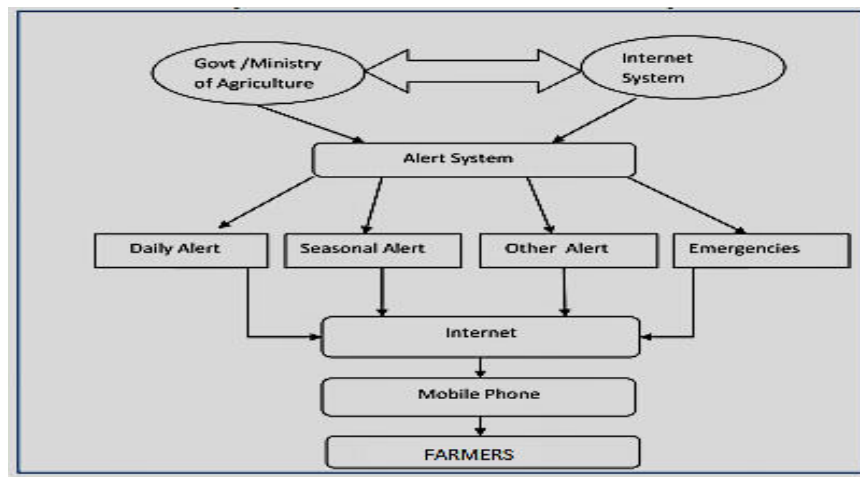 Govt /Ministry
of Agriculture
Internet
System
Alert System
Daily Alert
Seasonal Alert
Other Alert
Emergencies
Internet
Mobile Phone
FARMERS